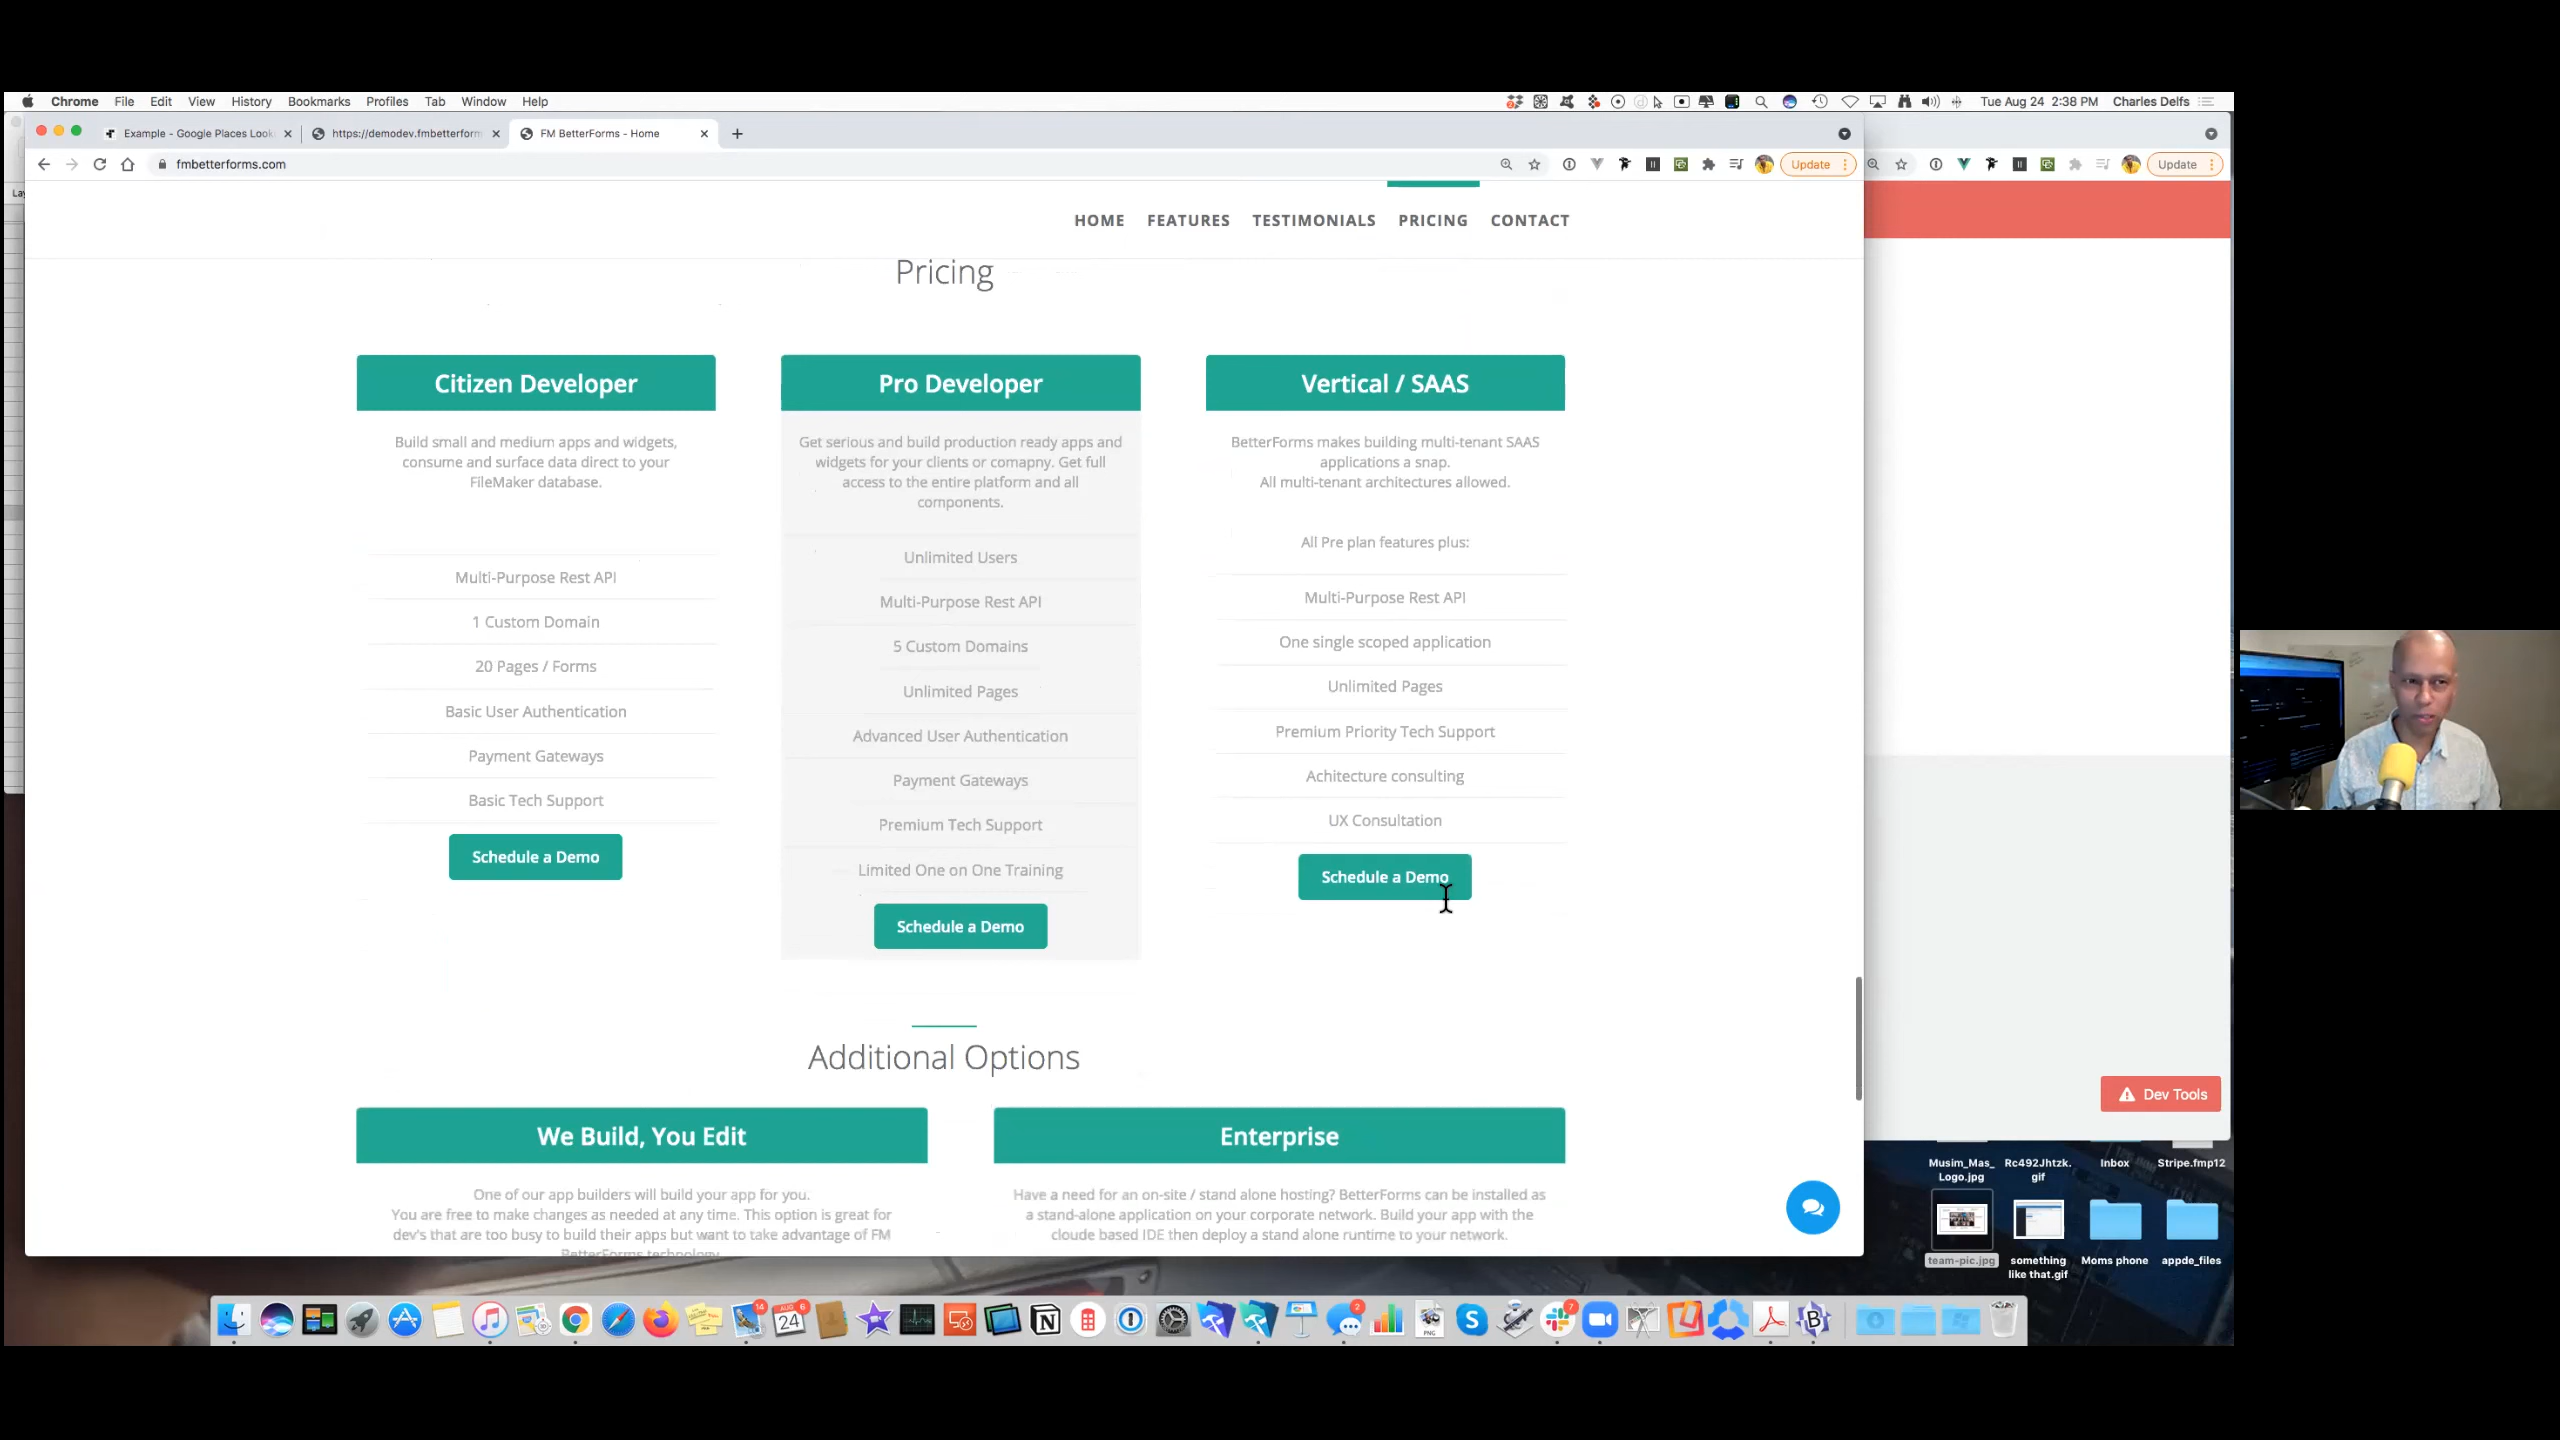 Chrome File Edit View History Bookmarks Profiles Tab Window Help
Tue Aug 24 2:38 PM Charles Delfs
Example - Google Places Look
https://demodev.fmbetterform
FM BetterForms - Home
fmbetterforms.com
Update
Update
Lay
HOME FEATURES TESTIMONIALS PRICING CONTACT
Pricing
Citizen Developer
Build small and medium apps and widgets,
consume and surface data direct to your
FileMaker database.
Multi-Purpose Rest API
1 Custom Domain
20 Pages / Forms
Basic User Authentication
Payment Gateways
Basic Tech Support
Schedule a Demo
Pro Developer
Get serious and build production ready apps and
widgets for your clients or comapny. Get full
access to the entire platform and all
components.
Unlimited Users
Multi-Purpose Rest API
5 Custom Domains
Unlimited Pages
Advanced User Authentication
Payment Gateways
Premium Tech Support
Limited One on One Training
Schedule a Demo
Vertical / SAAS
BetterForms makes building multi-tenant SAAS
applications a snap.
All multi-tenant architectures allowed.
All Pre plan features plus:
Multi-Purpose Rest API
One single scoped application
Unlimited Pages
Premium Priority Tech Support
Achitecture consulting
UX Consultation
Schedule a Demo
Additional Options
We Build, You Edit
One of our app builders will build your app for you.
You are free to make changes as needed at any time. This option is great for
dev's that are too busy to build their apps but want to take advantage of FM
BetterForms technology
Enterprise
Have a need for an on-site / stand alone hosting? BetterForms can be installed as
a stand-alone application on your corporate network. Build your app with the
cloude based IDE then deploy a stand alone runtime to your network.
Dev Tools
Musim_Mas_
Logo.jpg
Rc492Jhtzk.
gif
Inbox
Stripe.fmp12
team-pic.jpg
something
like that.gif
Moms phone
appde_files
14
AUG
24
6
2
PNG
7